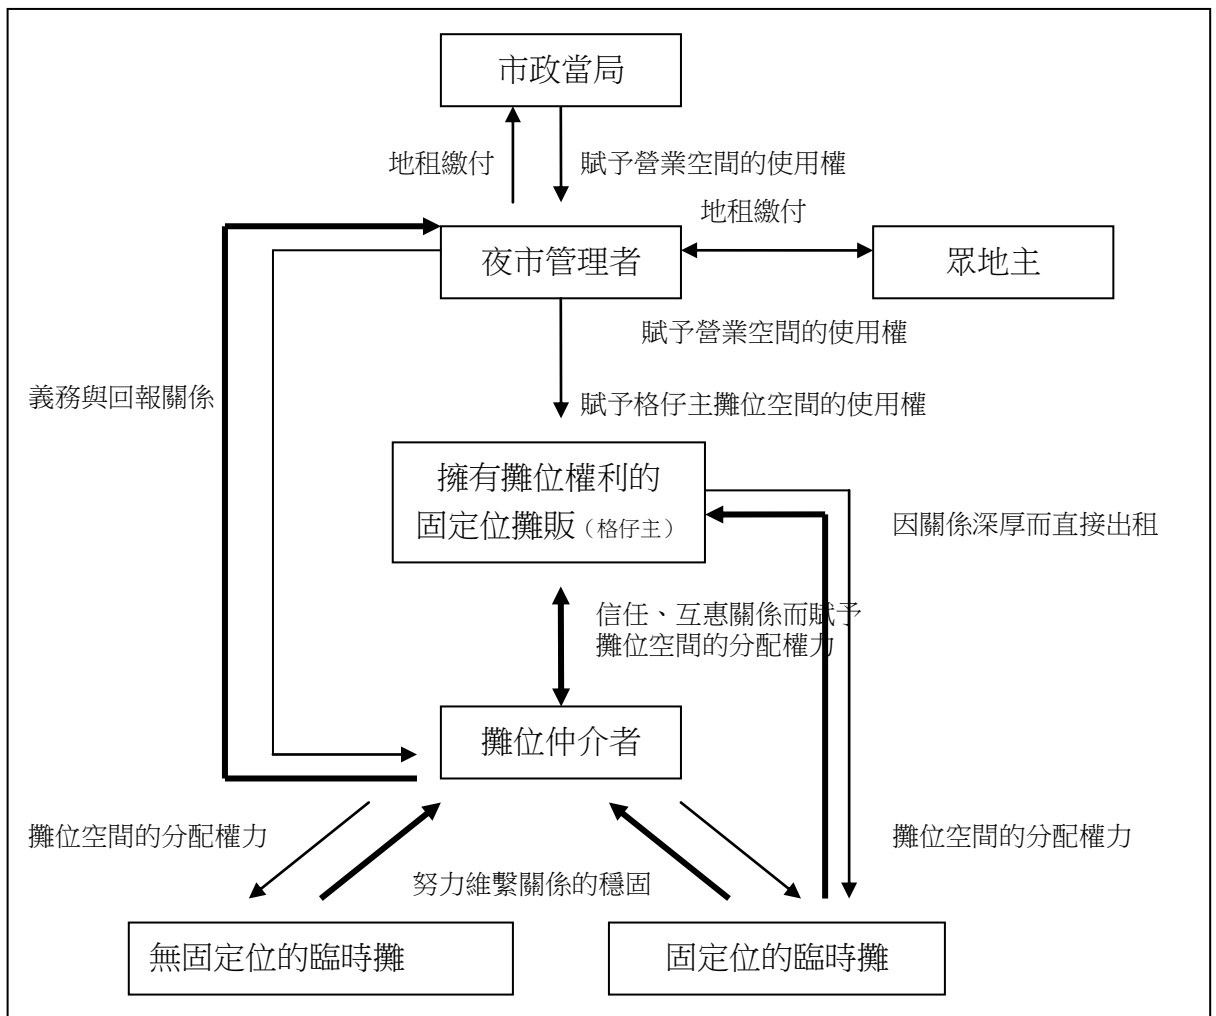 市政當局
地租繳付
賦予營業空間的使用權
地租繳付
夜市管理者
眾地主
賦予營業空間的使用權
義務與回報關係
賦予格仔主攤位空間的使用權
擁有攤位權利的
固定位攤販（格仔主）
因關係深厚而直接出租
信任、互惠關係而賦予
攤位空間的分配權力
攤位仲介者
攤位空間的分配權力
攤位空間的分配權力
努力維繫關係的穩固
無固定位的臨時攤
固定位的臨時攤